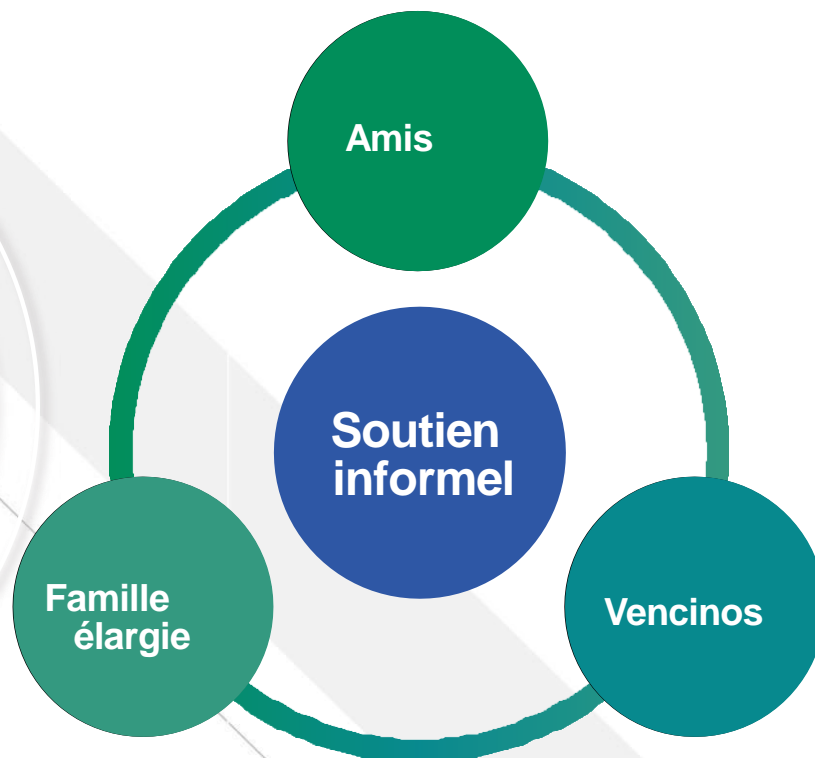 Amis
Soutien
informel
Famille
élargie
Vencinos